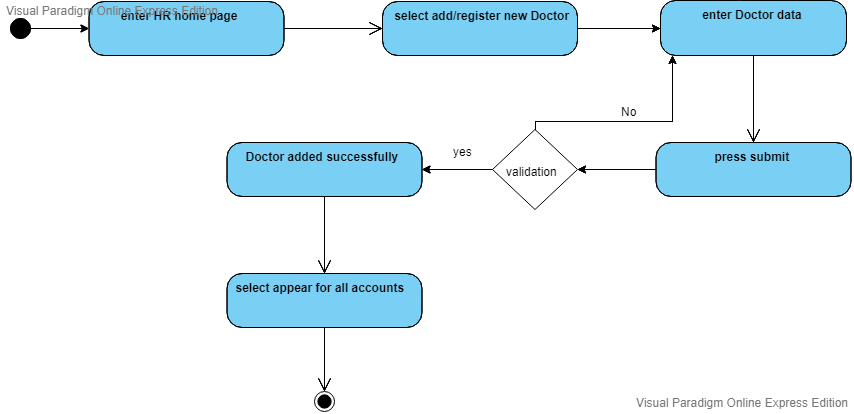 Visual Paradigm Online Express Edition
enter HR home page
select add/register new Doctor
enter Doctor data
No
yes
Doctor added successfully
validation
press submit
select appear for all accounts
Visual Paradigm Online Express Edition